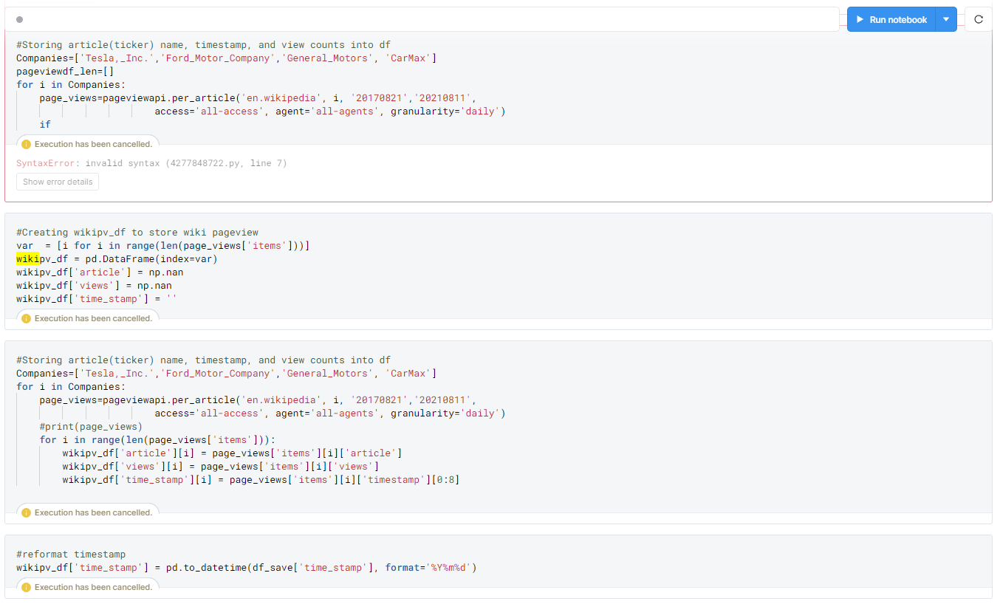 Run notebook
#Storing article(ticker) name, timestamp, and view counts into df
Companies=['Tesla,_Inc.','Ford_Motor_Company','General_Motors', 'CarMax']
pageviewdf_len=[]
for i in Companies:
    page_views=pageviewapi.per_article('en.wikipedia', i, '20170821','20210811',
                        access='all-access', agent='all-agents', granularity='daily')
    if
Execution has been cancelled.
SyntaxError: invalid syntax (4277848722.py, line 7)
Show error details
#Creating wikipv_df to store wiki pageview
var  = [i for i in range(len(page_views['items']))]
wikipv_df = pd.DataFrame(index=var)
wikipv_df['article'] = np.nan
wikipv_df['views'] = np.nan
wikipv_df['time_stamp'] = ''
Execution has been cancelled.
#Storing article(ticker) name, timestamp, and view counts into df
Companies=['Tesla,_Inc.','Ford_Motor_Company','General_Motors', 'CarMax']
for i in Companies:
    page_views=pageviewapi.per_article('en.wikipedia', i, '20170821','20210811',
                        access='all-access', agent='all-agents', granularity='daily')
    #print(page_views)
    for i in range(len(page_views['items'])):
        wikipv_df['article'][i] = page_views['items'][i]['article']
        wikipv_df['views'][i] = page_views['items'][i]['views']
        wikipv_df['time_stamp'][i] = page_views['items'][i]['timestamp'][0:8]
Execution has been cancelled.
#reformat timestamp
wikipv_df['time_stamp'] = pd.to_datetime(df_save['time_stamp'], format='%Y%m%d')
Execution has been cancelled.